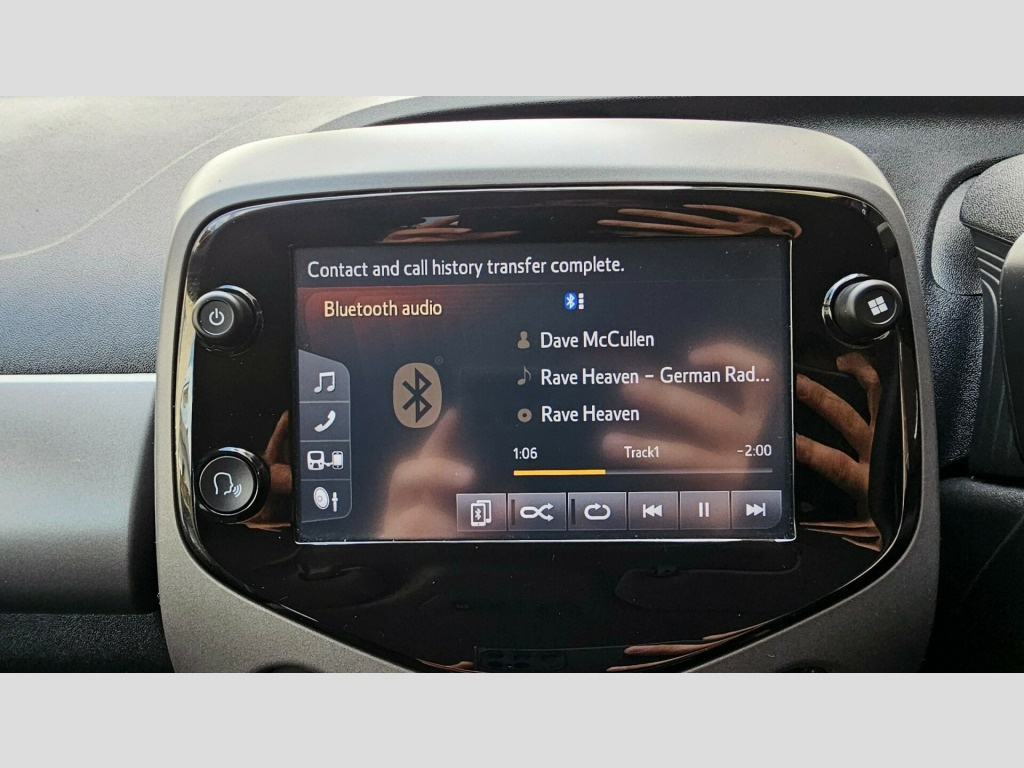 Contact and call history transfer complete.
Bluetooth audio
Dave McCullen
Rave Heaven – German Rad...
Rave Heaven
1:06 Track1 -2:00